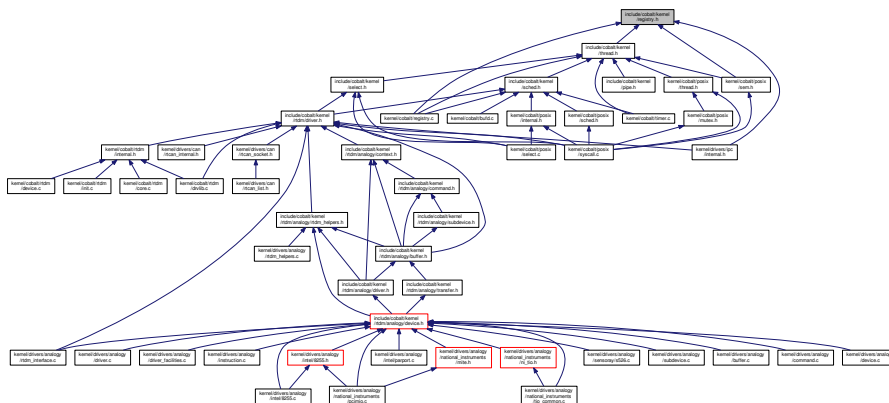 include/cobalt/kernel
/registry.h
include/cobalt/kernel
/thread.h
include/cobalt/kernel
/select.h
include/cobalt/kernel
/sched.h
include/cobalt/kernel
/pipe.h
kernel/cobalt/posix
/thread.h
kernel/cobalt/posix
/sem.h
include/cobalt/kernel
/rtdm/driver.h
kernel/cobalt/registry.c
kernel/cobalt/bufd.c
kernel/cobalt/posix
/internal.h
kernel/cobalt/posix
/sched.h
kernel/cobalt/timer.c
kernel/cobalt/posix
/mutex.h
kernel/cobalt/rtdm
/internal.h
kernel/drivers/can
/rtcan_internal.h
kernel/drivers/can
/rtcan_socket.h
include/cobalt/kernel
/rtdm/analogy/context.h
kernel/cobalt/posix
/select.c
kernel/cobalt/posix
/syscall.c
kernel/drivers/ipc
/internal.h
kernel/cobalt/rtdm
/device.c
kernel/cobalt/rtdm
/init.c
kernel/cobalt/rtdm
/core.c
kernel/cobalt/rtdm
/drvlib.c
kernel/drivers/can
/rtcan_list.h
include/cobalt/kernel
/rtdm/analogy/command.h
include/cobalt/kernel
/rtdm/analogy/rtdm_helpers.h
include/cobalt/kernel
/rtdm/analogy/subdevice.h
kernel/drivers/analogy
/rtdm_helpers.c
include/cobalt/kernel
/rtdm/analogy/buffer.h
include/cobalt/kernel
/rtdm/analogy/driver.h
include/cobalt/kernel
/rtdm/analogy/transfer.h
include/cobalt/kernel
/rtdm/analogy/device.h
kernel/drivers/analogy
/rtdm_interface.c
kernel/drivers/analogy
/driver.c
kernel/drivers/analogy
/driver_facilities.c
kernel/drivers/analogy
/instruction.c
kernel/drivers/analogy
/intel/8255.h
kernel/drivers/analogy
/intel/parport.c
kernel/drivers/analogy
/national_instruments
/mite.h
kernel/drivers/analogy
/national_instruments
/ni_tio.h
kernel/drivers/analogy
/sensoray/s526.c
kernel/drivers/analogy
/subdevice.c
kernel/drivers/analogy
/buffer.c
kernel/drivers/analogy
/command.c
kernel/drivers/analogy
/device.c
kernel/drivers/analogy
/intel/8255.c
kernel/drivers/analogy
/national_instruments
/pcimio.c
kernel/drivers/analogy
/national_instruments
/tio_common.c